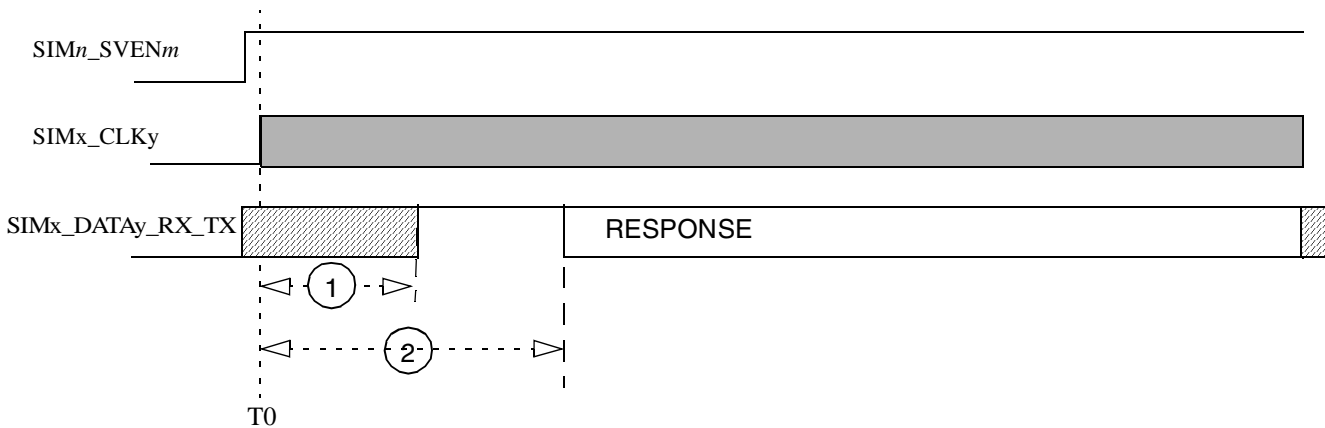 SIMn_SVENm
SIMx_CLKy
SIMx_DATAy_RX_TX
RESPONSE
1
2
T0